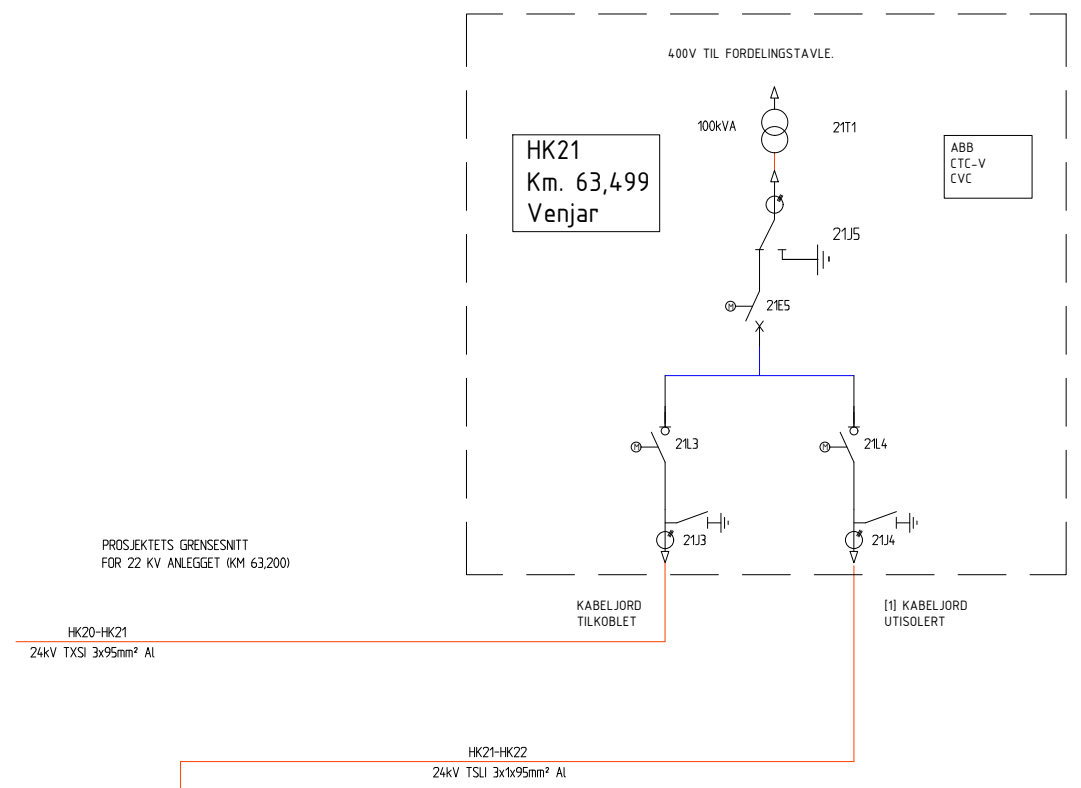 400V TIL FORDELINGSTAVLE.
100kVA
21T1
HK21
Km. 63,499
Venjar
ABB
CTC-V
CVC
21J5
M
21E5
M
21L3
M
21L4
21J3
21J4
PROSJEKTETS GRENSESNITT
FOR 22 KV ANLEGGET (KM 63,200)
KABELJORD
TILKOBLET
[1] KABELJORD
UTISOLERT
HK20-HK21
24kV TXSI 3x95mm² Al
HK21-HK22
24kV TSLI 3x1x95mm² Al